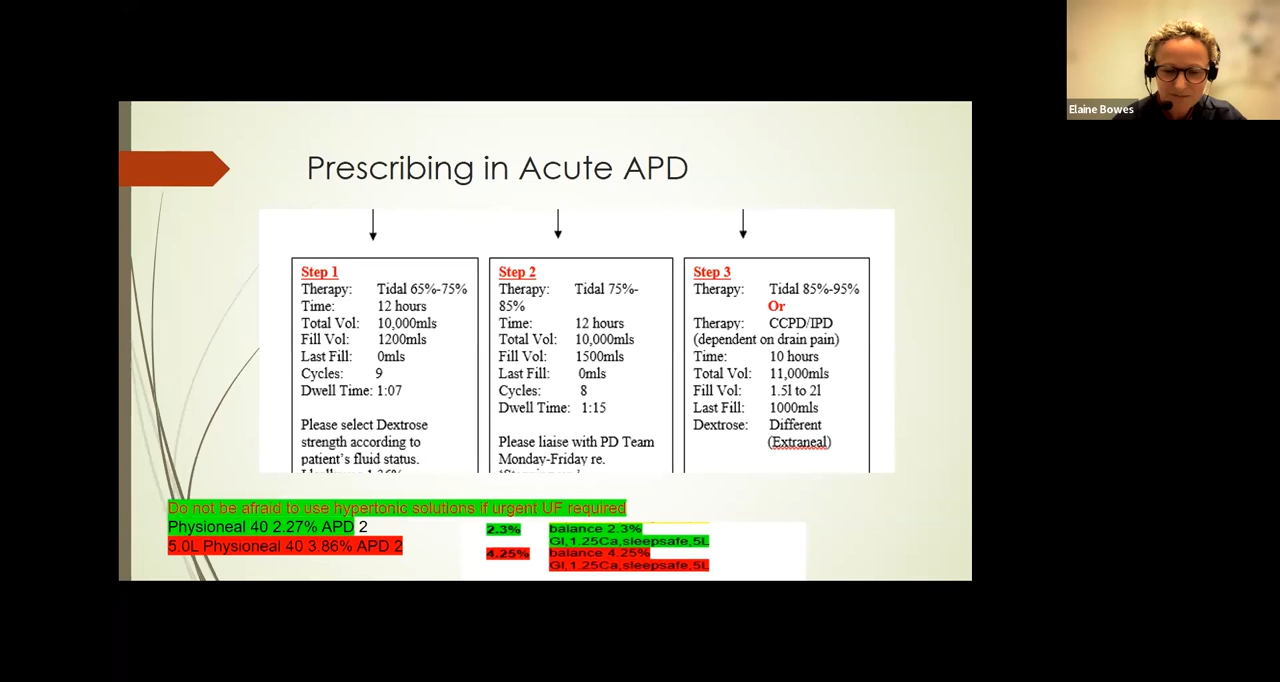 Elaine Bowes
Prescribing in Acute APD
Step 1
Therapy: Tidal 65%-75%
Time: 12 hours
Total Vol: 10,000mls
Fill Vol: 1200mls
Last Fill: 0mls
Cycles: 9
Dwell Time: 1:07
Please select Dextrose
strength according to
patient's fluid status.
Step 2
Therapy: Tidal 75%-
85%
Time: 12 hours
Total Vol: 10,000mls
Fill Vol: 1500mls
Last Fill: 0mls
Cycles: 8
Dwell Time: 1:15
Please liaise with PD Team
Monday-Friday re.
Step 3
Therapy: Tidal 85%-95%
Or
Therapy: CCPD/IPD
(dependent on drain pain)
Time: 10 hours
Total Vol: 11,000mls
Fill Vol: 1.5l to 2l
Last Fill: 1000mls
Dextrose: Different
(Extraneal)
Do not be afraid to use hypertonic solutions if urgent UF required
Physioneal 40 2.27% APD 2
5.0L Physioneal 40 3.86% APD 2
2.3% balance 2.3%
Gl,1.25Ca,sleepsafe,5L
4.25% balance 4.25%
Gl,1.25Ca,sleepsafe,5L